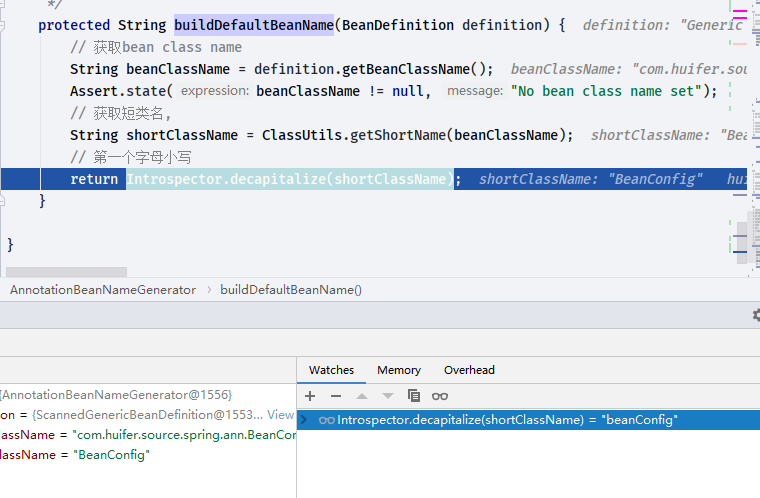 */
protected String buildDefaultBeanName(BeanDefinition definition) { definition: "Generic
// 获取bean class name
String beanClassName = definition.getBeanClassName(); beanClassName: "com.huifer.sou
Assert.state( expression: beanClassName != null, message: "No bean class name set");
// 获取短类名,
String shortClassName = ClassUtils.getShortName(beanClassName); shortClassName: "Bea
// 第一个字母小写
return Introspector.decapitalize(shortClassName); shortClassName: "BeanConfig" hui
}
}
AnnotationBeanNameGenerator › buildDefaultBeanName()
Watches Memory Overhead
{AnnotationBeanNameGenerator@1556}
ion = {ScannedGenericBeanDefinition@1553... View
lassName = "com.huifer.source.spring.ann.BeanCon
lassName = "BeanConfig"
Introspector.decapitalize(shortClassName) = "beanConfig"